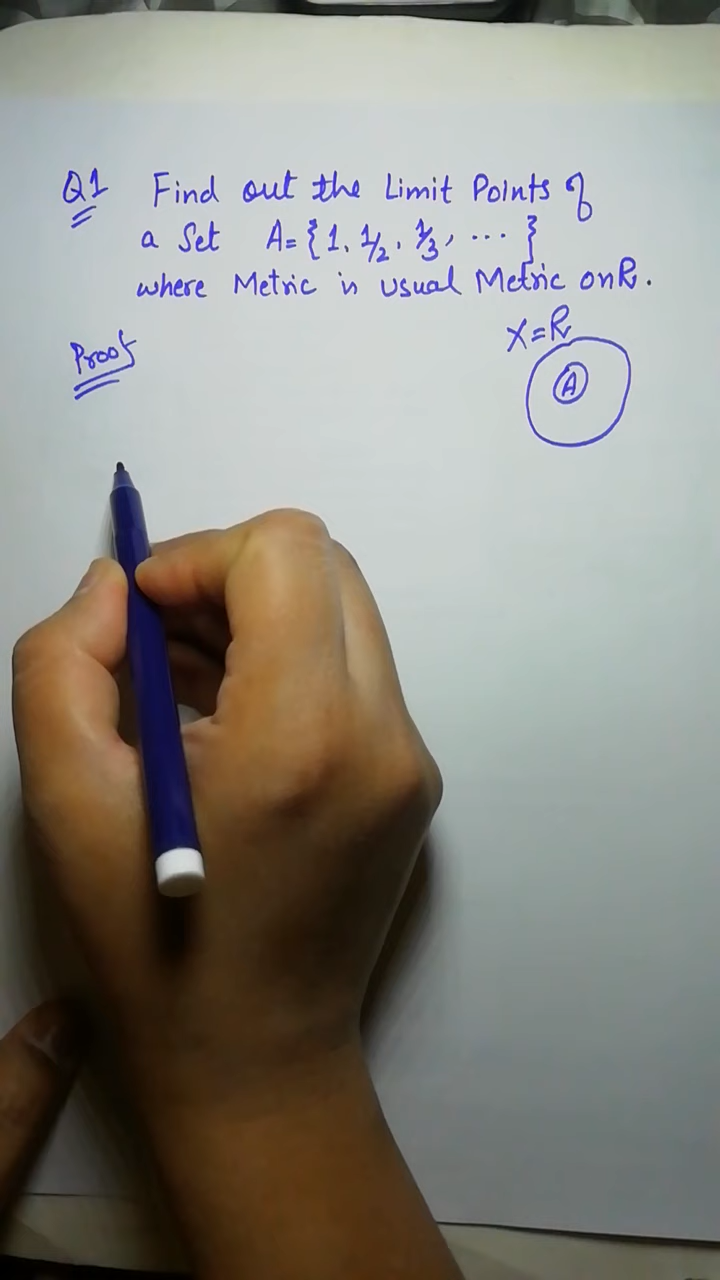 Q1 Find out the Limit Points of
a Set A={1, 1/2, 1/3, ... }
where Metric is usual Metric on R.
Proof
X=R
A